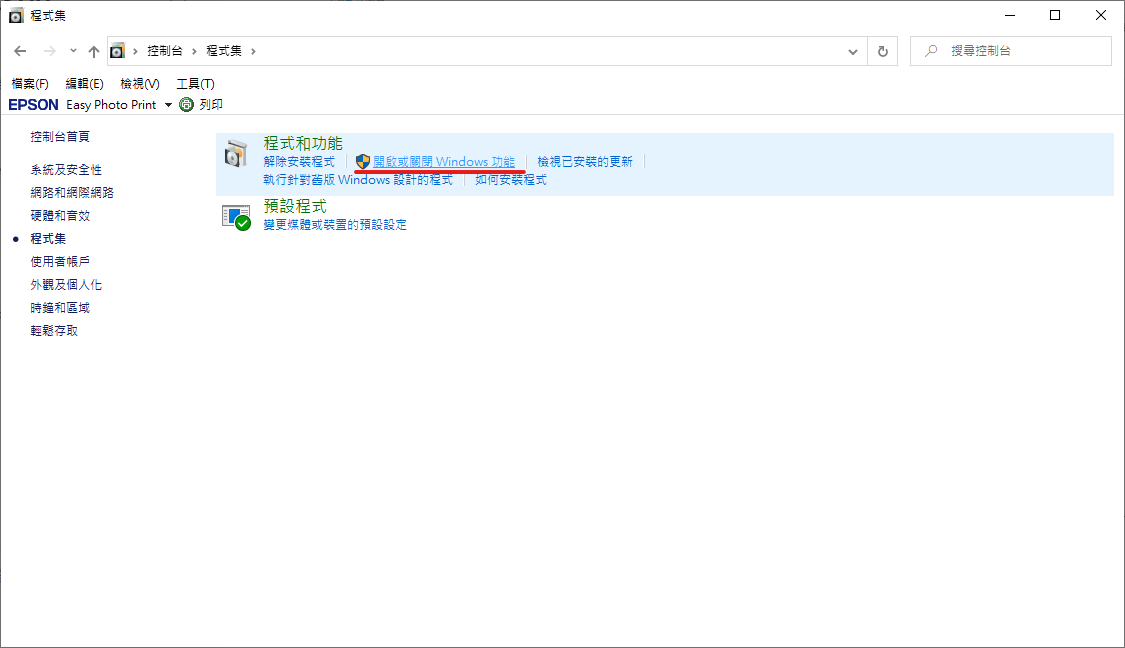 程式集
控制台 程式集 搜尋控制台
檔案(F) 編輯(E) 檢視(V) 工具(T)
EPSON Easy Photo Print 列印
控制台首頁
系統及安全性
網路和網際網路
硬體和音效
程式集
使用者帳戶
外觀及個人化
時鐘和區域
輕鬆存取
程式和功能
解除安裝程式 開啟或關閉 Windows 功能 檢視已安裝的更新
執行針對舊版 Windows 設計的程式 如何安裝程式
預設程式
變更媒體或裝置的預設設定